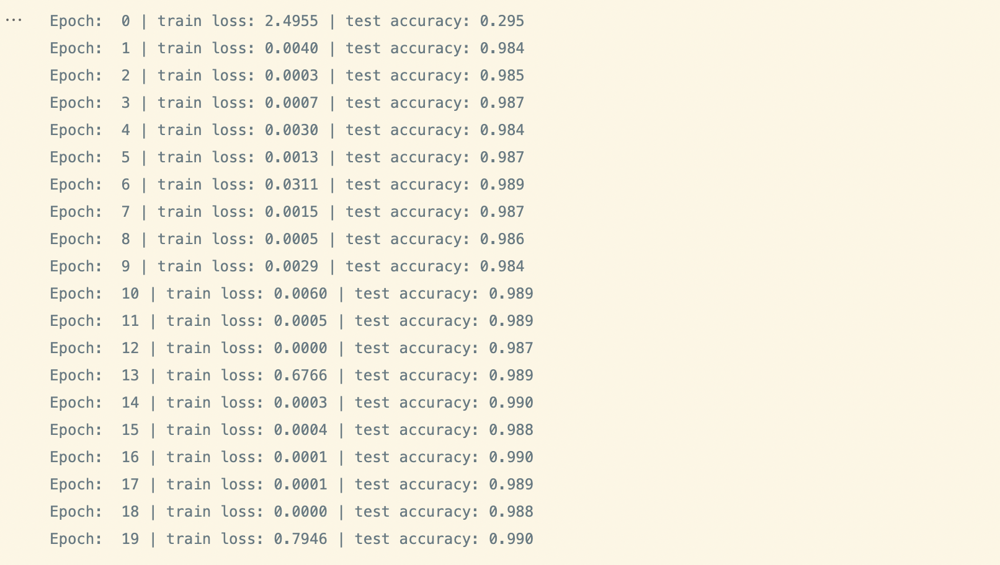 ...
Epoch:  0 | train loss: 2.4955 | test accuracy: 0.295
Epoch:  1 | train loss: 0.0040 | test accuracy: 0.984
Epoch:  2 | train loss: 0.0003 | test accuracy: 0.985
Epoch:  3 | train loss: 0.0007 | test accuracy: 0.987
Epoch:  4 | train loss: 0.0030 | test accuracy: 0.984
Epoch:  5 | train loss: 0.0013 | test accuracy: 0.987
Epoch:  6 | train loss: 0.0311 | test accuracy: 0.989
Epoch:  7 | train loss: 0.0015 | test accuracy: 0.987
Epoch:  8 | train loss: 0.0005 | test accuracy: 0.986
Epoch:  9 | train loss: 0.0029 | test accuracy: 0.984
Epoch:  10 | train loss: 0.0060 | test accuracy: 0.989
Epoch:  11 | train loss: 0.0005 | test accuracy: 0.989
Epoch:  12 | train loss: 0.0000 | test accuracy: 0.987
Epoch:  13 | train loss: 0.6766 | test accuracy: 0.989
Epoch:  14 | train loss: 0.0003 | test accuracy: 0.990
Epoch:  15 | train loss: 0.0004 | test accuracy: 0.988
Epoch:  16 | train loss: 0.0001 | test accuracy: 0.990
Epoch:  17 | train loss: 0.0001 | test accuracy: 0.989
Epoch:  18 | train loss: 0.0000 | test accuracy: 0.988
Epoch:  19 | train loss: 0.7946 | test accuracy: 0.990